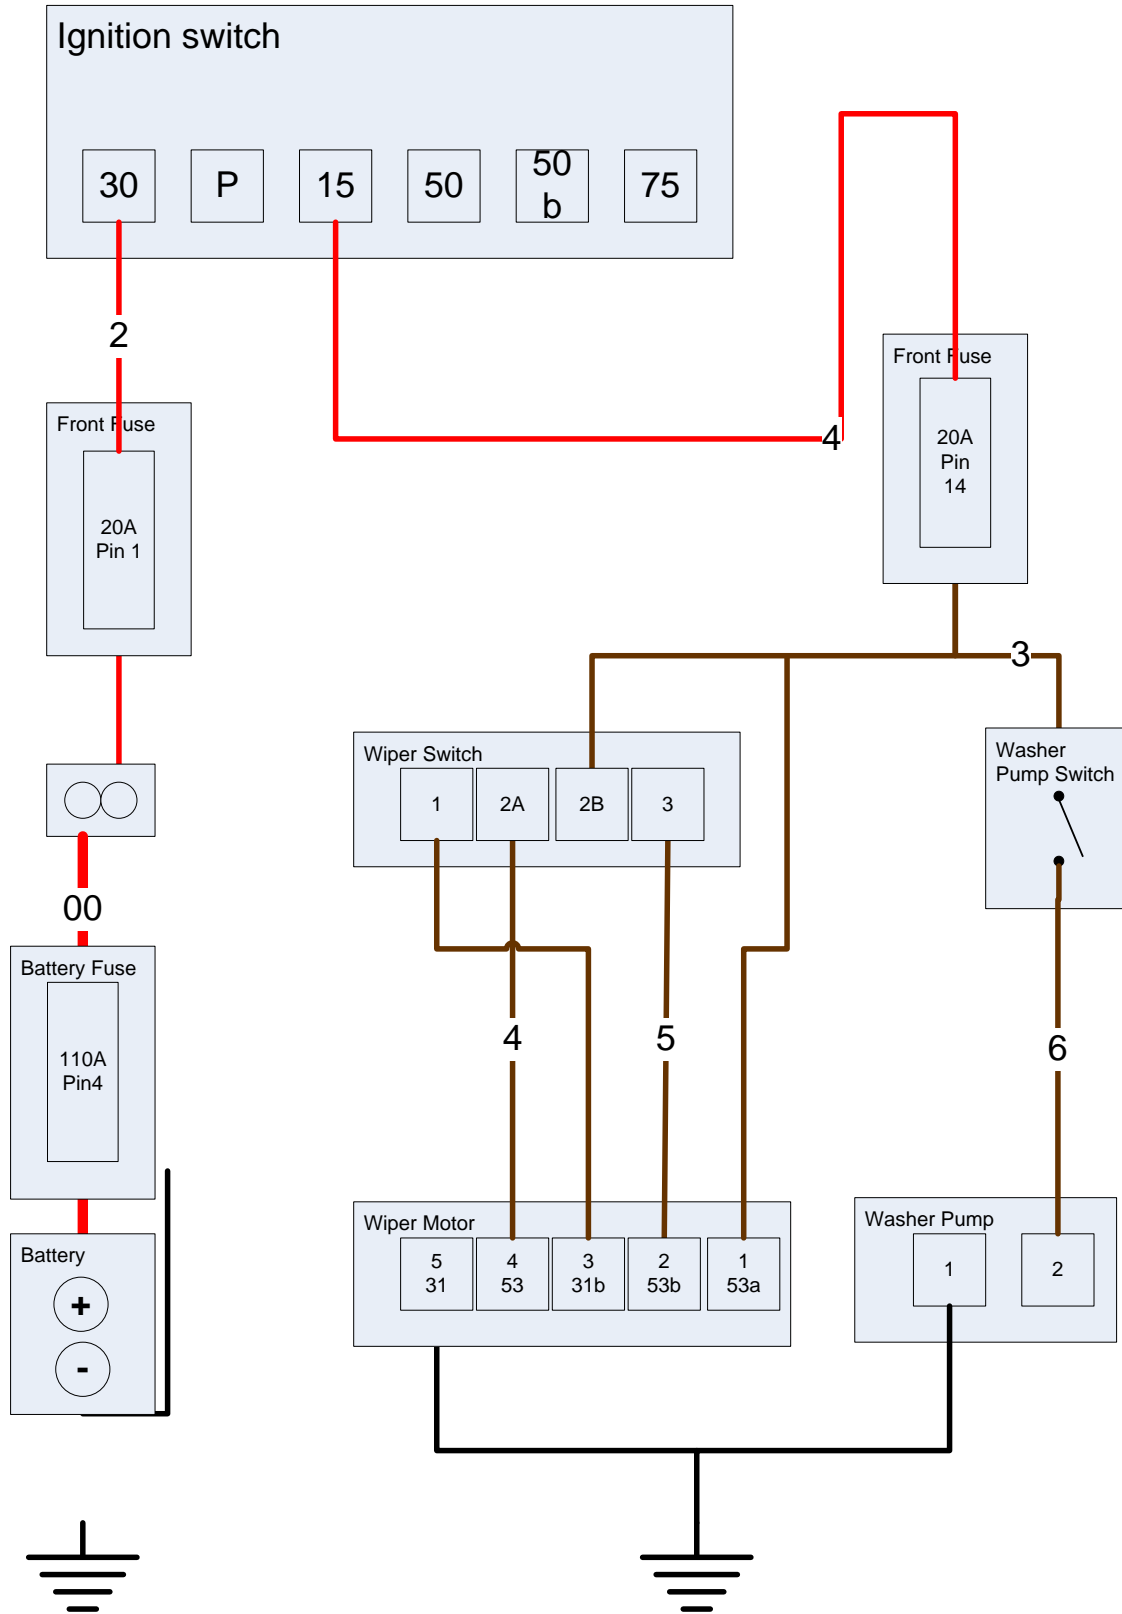 Ignition switch
30
P
15
50
50
b
75
2
4
Front Fuse
20A
Pin
14
Front Fuse
20A
Pin 1
3
Wiper Switch
1
2A
2B
3
Washer
Pump Switch
00
Battery Fuse
110A
Pin4
4
5
6
Wiper Motor
5
31
4
53
3
31b
2
53b
1
53a
Washer Pump
1
2
Battery
+
-